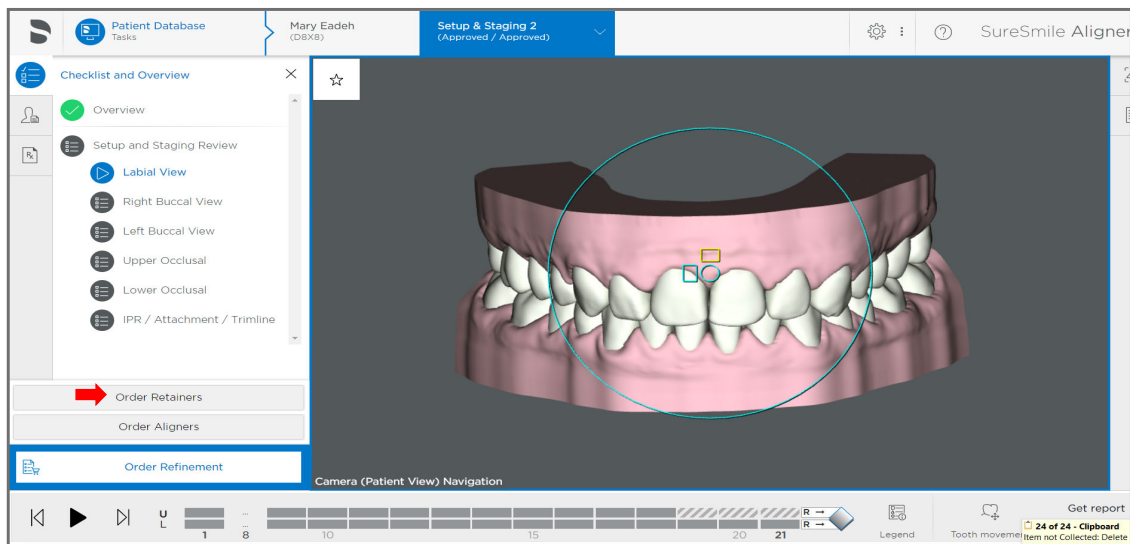 Patient Database
Tasks
Mary Eadeh
(D8X8)
Setup & Staging 2
(Approved / Approved)
SureSmile Aligner
Checklist and Overview
Overview
Setup and Staging Review
Labial View
Right Buccal View
Left Buccal View
Upper Occlusal
Lower Occlusal
IPR / Attachment / Trimline
Rx
Order Retainers
Order Aligners
Order Refinement
Camera (Patient View) Navigation
U
L
...
...
R →
R →
1 8 10 15 20 21
Legend
Tooth moveme
Get report
24 of 24 - Clipboard
Item not Collected: Delete